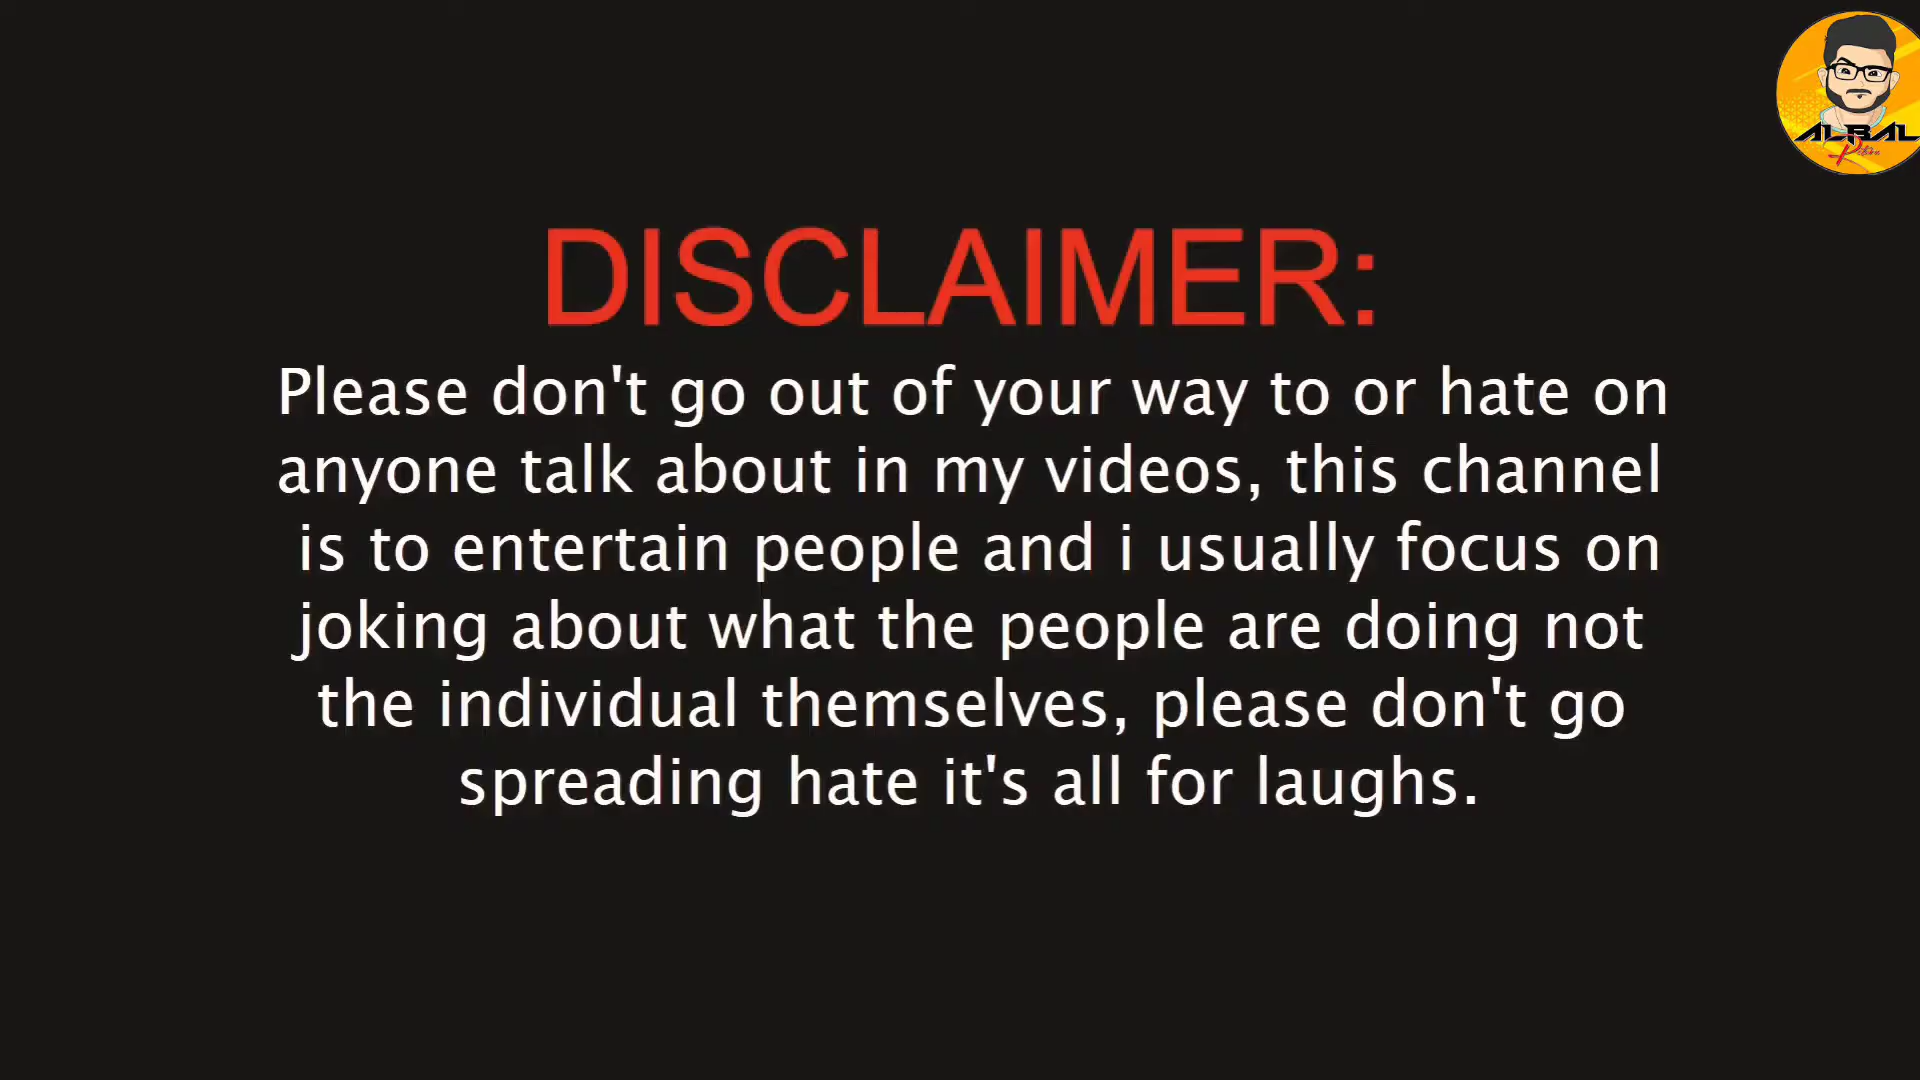 DISCLAIMER:
Please don't go out of your way to or hate on
anyone talk about in my videos, this channel
is to entertain people and i usually focus on
joking about what the people are doing not
the individual themselves, please don't go
spreading hate it's all for laughs.
ALBAL